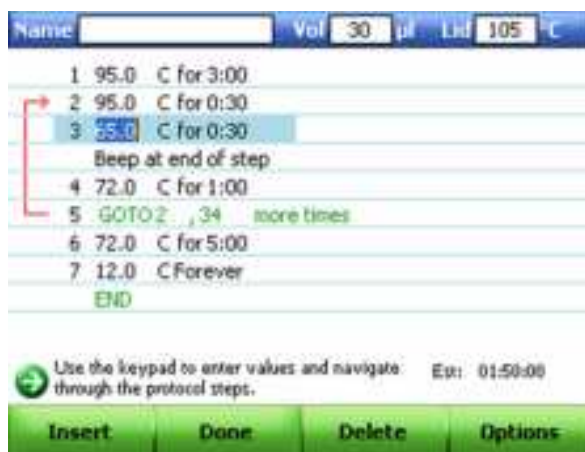 Name Vol 30 µl Lid 105 °C
1 95.0 C for 3:00
2 95.0 C for 0:30
3 55.0 C for 0:30
Beep at end of step
4 72.0 C for 1:00
5 GOTO 2 , 34 more times
6 72.0 C for 5:00
7 12.0 C Forever
END
Use the keypad to enter values and navigate
through the protocol steps.
Est: 01:50:00
Insert Done Delete Options